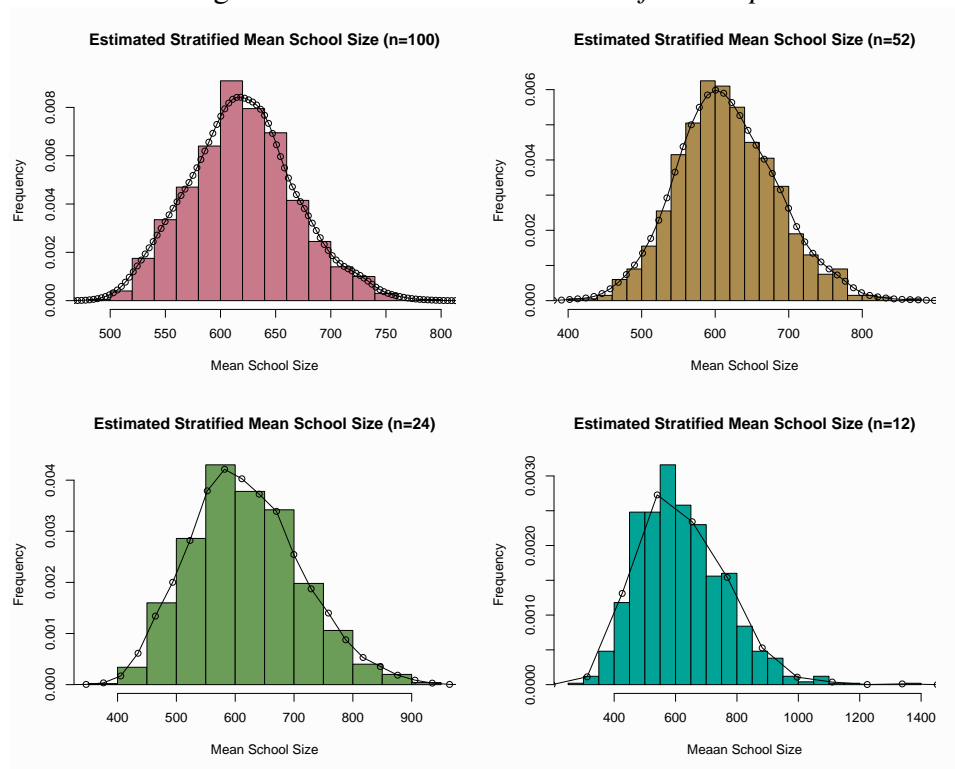 Estimated Stratified Mean School Size (n=100)
Frequency
0.000 0.002 0.004 0.006 0.008
500 550 600 650 700 750 800
Mean School Size
Estimated Stratified Mean School Size (n=52)
Frequency
0.000 0.002 0.004 0.006
400 500 600 700 800
Mean School Size
Estimated Stratified Mean School Size (n=24)
Frequency
0.000 0.001 0.002 0.003 0.004
400 500 600 700 800 900
Mean School Size
Estimated Stratified Mean School Size (n=12)
Frequency
0.0000 0.0010 0.0020 0.0030
400 600 800 1000 1200 1400
Meaan School Size